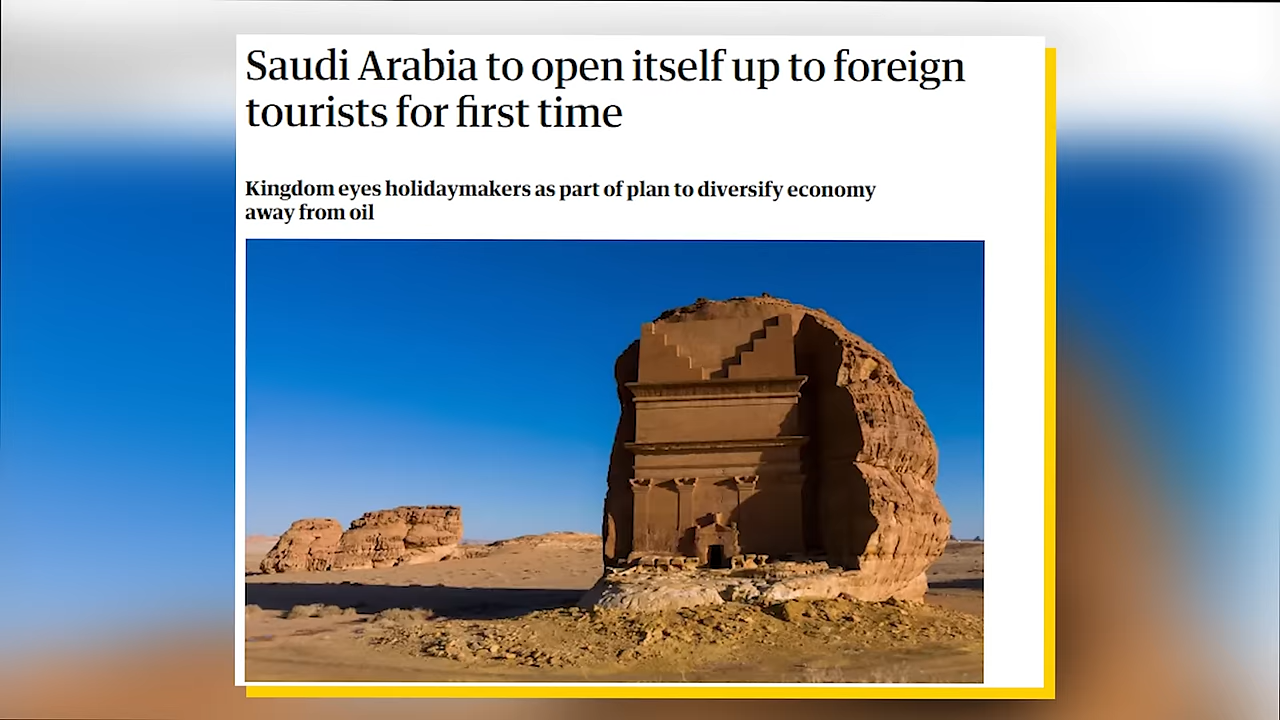 Saudi Arabia to open itself up to foreign
tourists for first time
Kingdom eyes holidaymakers as part of plan to diversify economy
away from oil